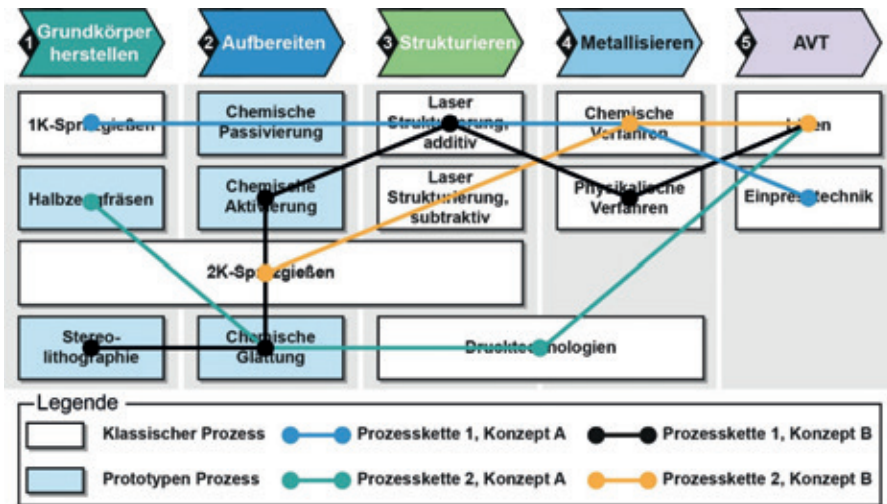 1 Grundkörper
herstellen
2 Aufbereiten
3 Strukturieren
4 Metallisieren
5 AVT
1K-Spritzgießen
Chemische
Passivierung
Laser
Strukturierung,
additiv
Chemische
Verfahren
Löten
Halbzeugfräsen
Chemische
Aktivierung
Laser
Strukturierung,
subtraktiv
Physikalische
Verfahren
Einpresstechnik
2K-Spritzgießen
Stereo-
lithographie
Chemische
Glättung
Drucktechnologien
Legende
Klassischer Prozess
Prozesskette 1, Konzept A
Prozesskette 1, Konzept B
Prototypen Prozess
Prozesskette 2, Konzept A
Prozesskette 2, Konzept B